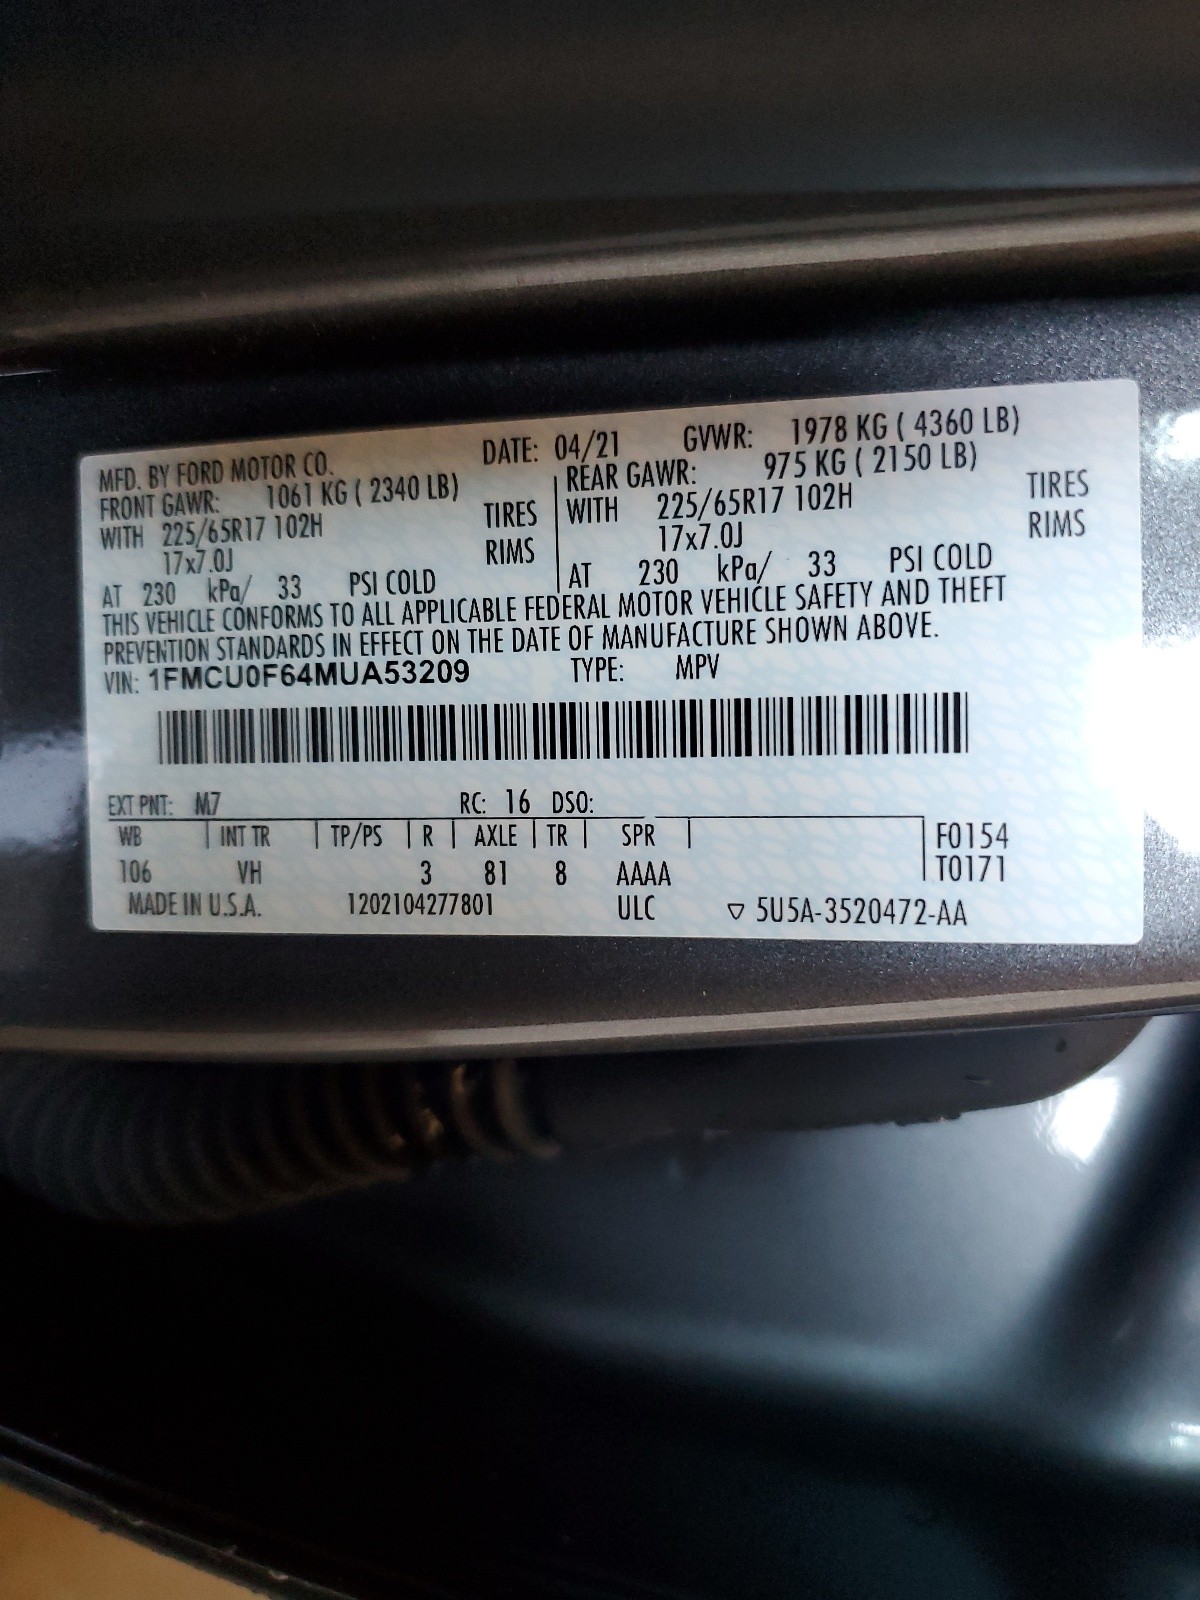 MFD. BY FORD MOTOR CO. DATE: 04/21 GVWR: 1978 KG ( 4360 LB)
FRONT GAWR: 1061 KG ( 2340 LB) REAR GAWR: 975 KG ( 2150 LB)
WITH 225/65R17 102H TIRES WITH 225/65R17 102H TIRES
17x7.0J RIMS 17x7.0J RIMS
AT 230 kPa/ 33 PSI COLD AT 230 kPa/ 33 PSI COLD
THIS VEHICLE CONFORMS TO ALL APPLICABLE FEDERAL MOTOR VEHICLE SAFETY AND THEFT
PREVENTION STANDARDS IN EFFECT ON THE DATE OF MANUFACTURE SHOWN ABOVE.
VIN: 1FMCU0F64MUA53209 TYPE: MPV
EXT PNT: M7 RC: 16 DSO:
WB INT TR TP/PS R AXLE TR SPR F0154
106 VH 3 81 8 AAAA T0171
MADE IN U.S.A. 1202104277801 ULC ▽ 5U5A-3520472-AA